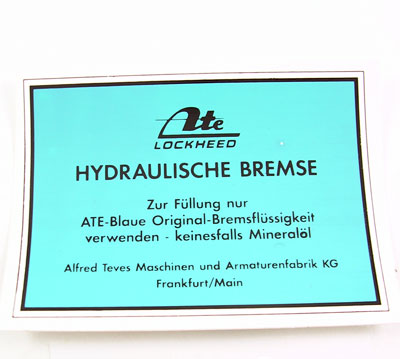 Ate
LOCKHEED
HYDRAULISCHE BREMSE
Zur Füllung nur
ATE-Blaue Original-Bremsflüssigkeit
verwenden - keinesfalls Mineralöl
Alfred Teves Maschinen und Armaturenfabrik KG
Frankfurt/Main